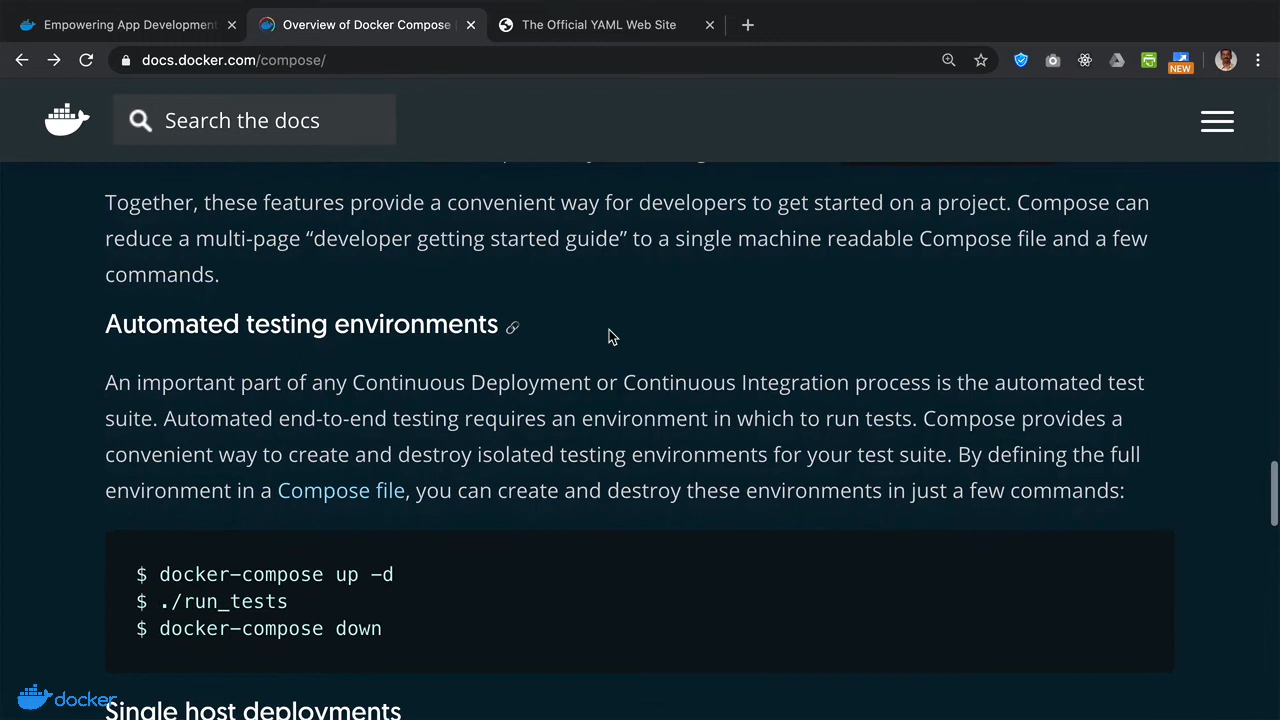 Empowering App Development
Overview of Docker Compose
The Official YAML Web Site
docs.docker.com/compose/
NEW
Search the docs
Together, these features provide a convenient way for developers to get started on a project. Compose can
reduce a multi-page “developer getting started guide” to a single machine readable Compose file and a few
commands.
Automated testing environments
An important part of any Continuous Deployment or Continuous Integration process is the automated test
suite. Automated end-to-end testing requires an environment in which to run tests. Compose provides a
convenient way to create and destroy isolated testing environments for your test suite. By defining the full
environment in a Compose file, you can create and destroy these environments in just a few commands:
$ docker-compose up -d
$ ./run_tests
$ docker-compose down
docker
Single host deployments